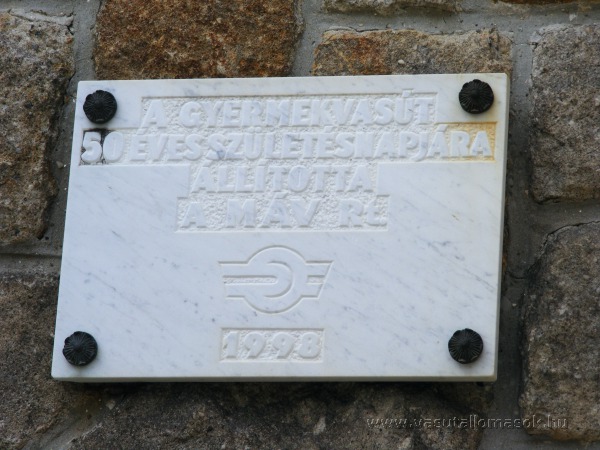 A GYERMEKVASÚT
50 ÉVES SZÜLETÉSNAPJÁRA
ÁLLÍTOTTA
A MÁV Rt.
1998
www.vasutallomasok.hu